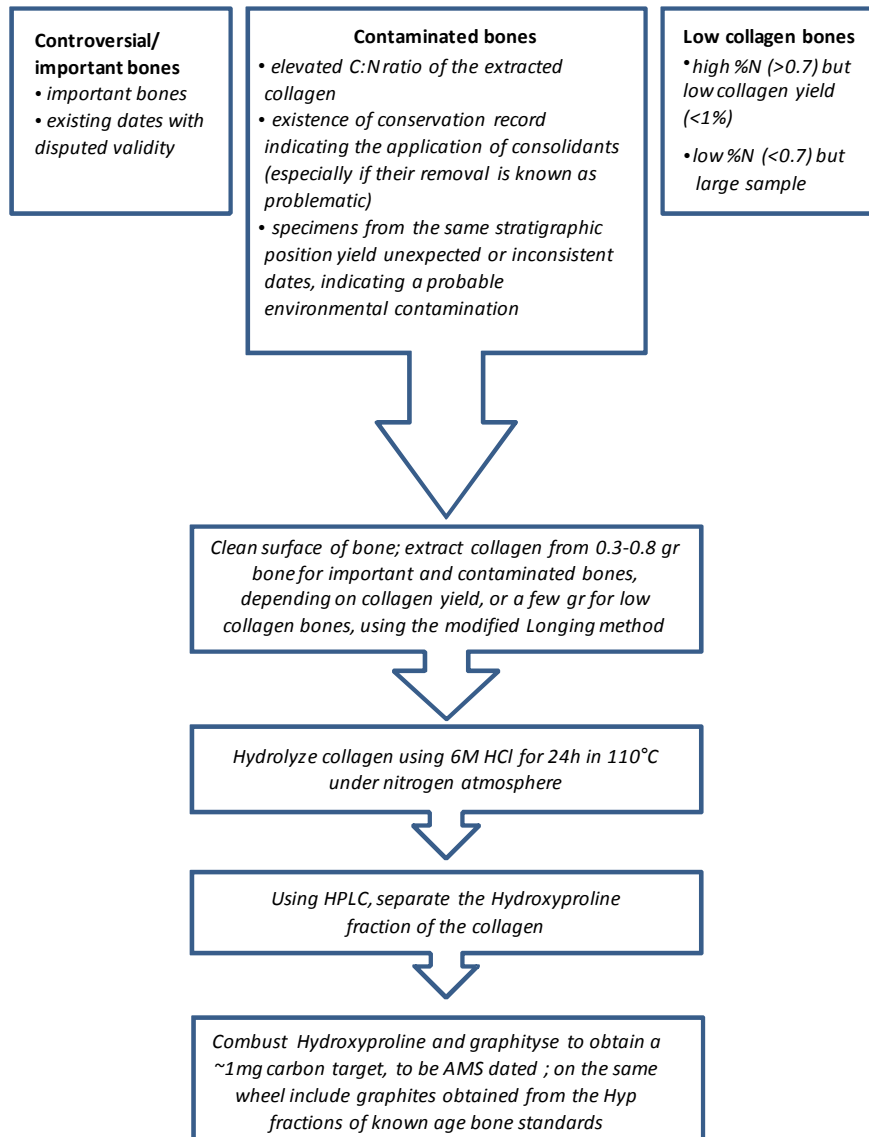 Controversial/
important bones
• important bones
• existing dates with
disputed validity
Contaminated bones
• elevated C:N ratio of the extracted
collagen
• existence of conservation record
indicating the application of consolidants
(especially if their removal is known as
problematic)
• specimens from the same stratigraphic
position yield unexpected or inconsistent
dates, indicating a probable
environmental contamination
Low collagen bones
•high %N (>0.7) but
low collagen yield
(<1%)
•low %N (<0.7) but
large sample
Clean surface of bone; extract collagen from 0.3-0.8 gr
bone for important and contaminated bones,
depending on collagen yield, or a few gr for low
collagen bones, using the modified Longing method
Hydrolyze collagen using 6M HCl for 24h in 110°C
under nitrogen atmosphere
Using HPLC, separate the Hydroxyproline
fraction of the collagen
Combust Hydroxyproline and graphityse to obtain a
~1mg carbon target, to be AMS dated ; on the same
wheel include graphites obtained from the Hyp
fractions of known age bone standards